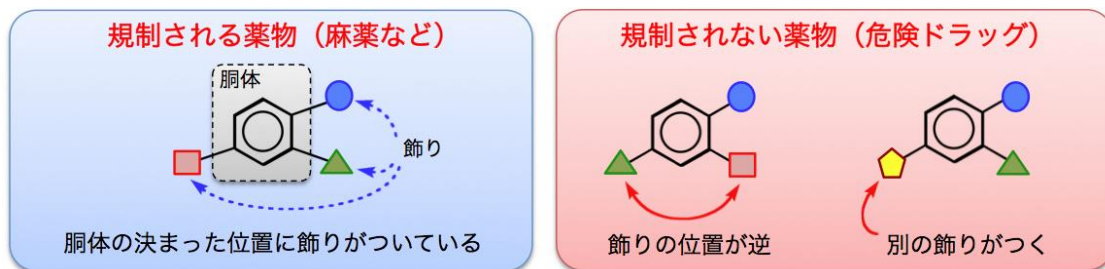 規制される薬物（麻薬など）
胴体
飾り
胴体の決まった位置に飾りがついている
規制されない薬物（危険ドラッグ）
飾りの位置が逆
別の飾りがつく